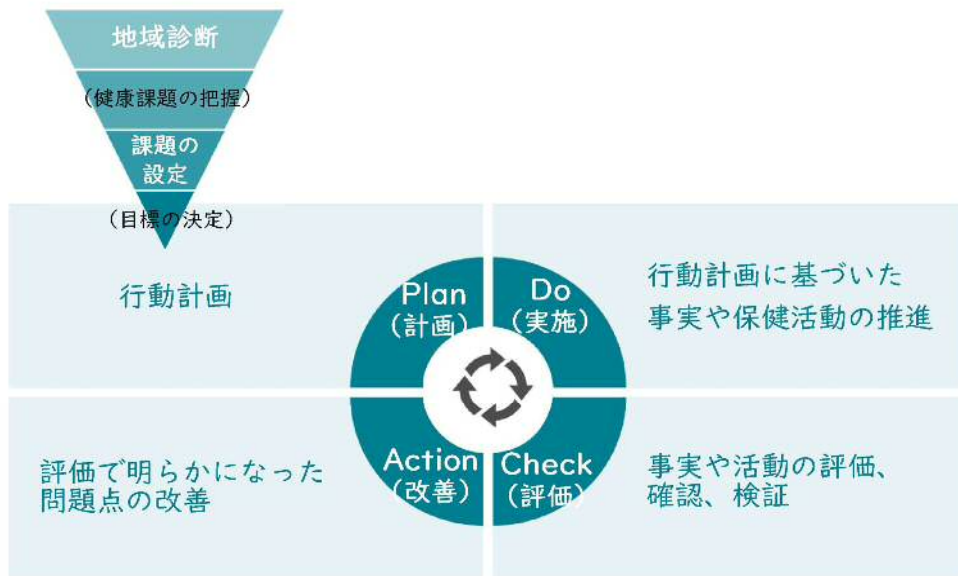 地域診断
(健康課題の把握)
課題の
設定
(目標の決定)
行動計画
Plan
(計画)
Do
(実施)
行動計画に基づいた
事実や保健活動の推進
評価で明らかになった
問題点の改善
Action
(改善)
Check
(評価)
事実や活動の評価、
確認、検証